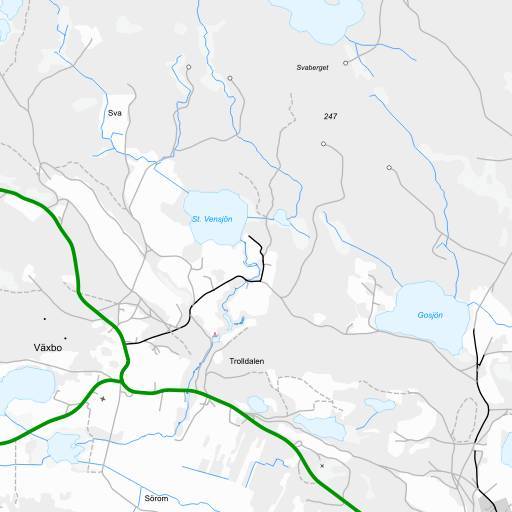 Svaberget
247
Sva
St. Vensjön
Gosjön
Växbo
Trolldalen
Sörom